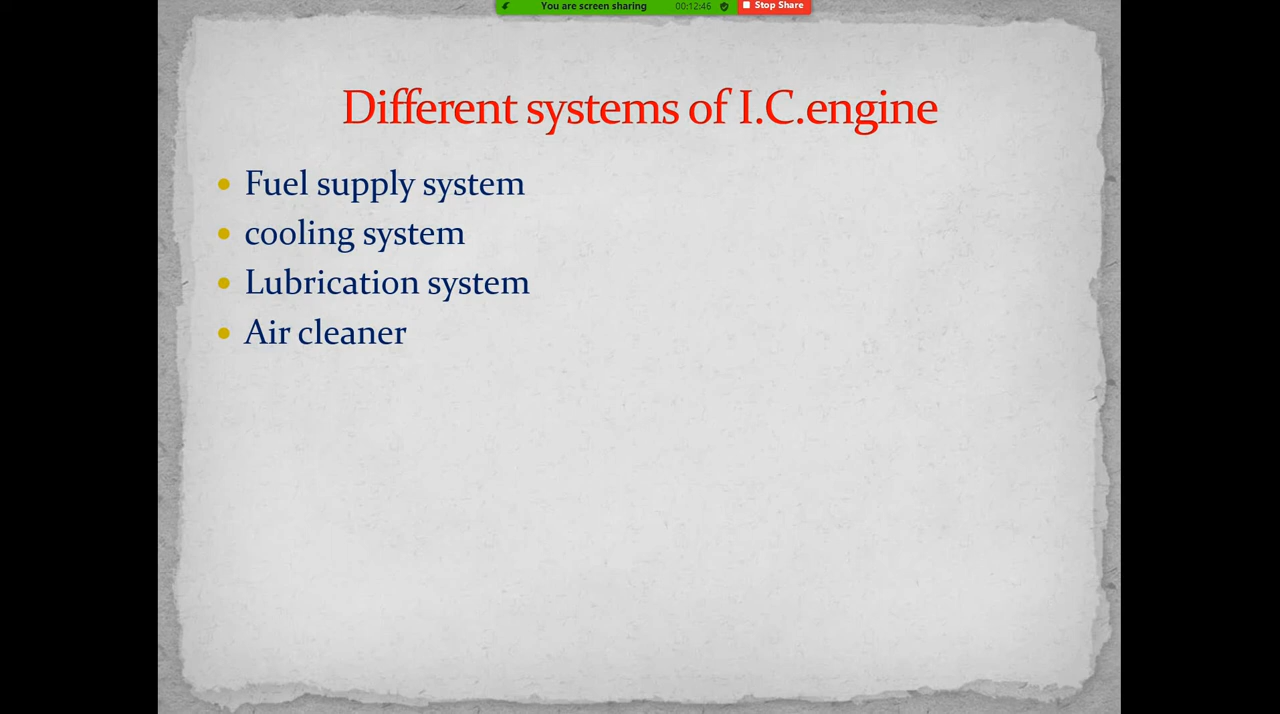 You are screen sharing 00:12:46 Stop Share
Different systems of I.C.engine
Fuel supply system
cooling system
Lubrication system
Air cleaner